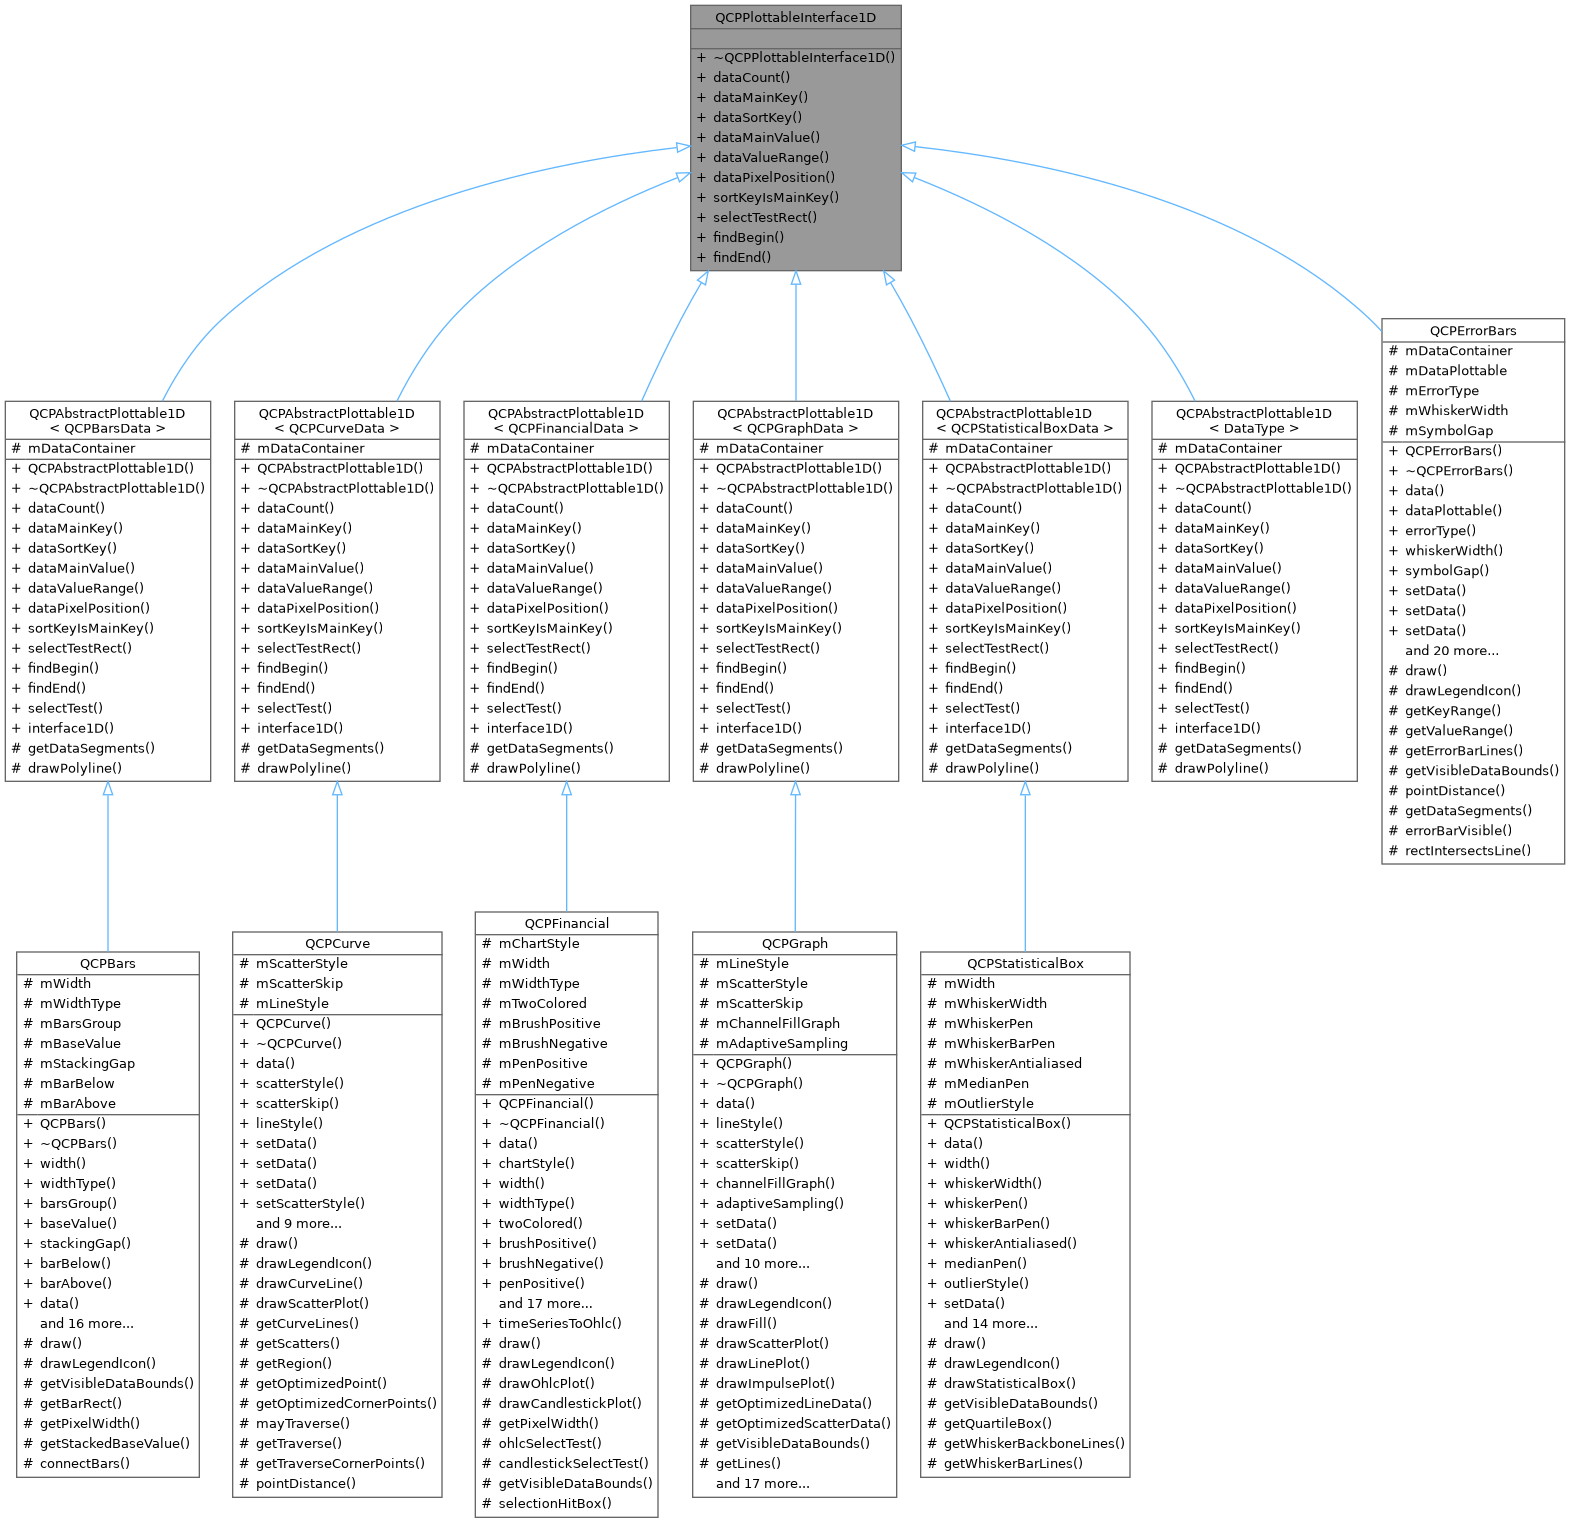 QCPPlottableInterface1D
+ ~QCPPlottableInterface1D()
+ dataCount()
+ dataMainKey()
+ dataSortKey()
+ dataMainValue()
+ dataValueRange()
+ dataPixelPosition()
+ sortKeyIsMainKey()
+ selectTestRect()
+ findBegin()
+ findEnd()
QCPAbstractPlottable1D
< QCPBarsData >
# mDataContainer
+ QCPAbstractPlottable1D()
+ ~QCPAbstractPlottable1D()
+ dataCount()
+ dataMainKey()
+ dataSortKey()
+ dataMainValue()
+ dataValueRange()
+ dataPixelPosition()
+ sortKeyIsMainKey()
+ selectTestRect()
+ findBegin()
+ findEnd()
+ selectTest()
+ interface1D()
# getDataSegments()
# drawPolyline()
QCPAbstractPlottable1D
< QCPCurveData >
# mDataContainer
+ QCPAbstractPlottable1D()
+ ~QCPAbstractPlottable1D()
+ dataCount()
+ dataMainKey()
+ dataSortKey()
+ dataMainValue()
+ dataValueRange()
+ dataPixelPosition()
+ sortKeyIsMainKey()
+ selectTestRect()
+ findBegin()
+ findEnd()
+ selectTest()
+ interface1D()
# getDataSegments()
# drawPolyline()
QCPAbstractPlottable1D
< QCPFinancialData >
# mDataContainer
+ QCPAbstractPlottable1D()
+ ~QCPAbstractPlottable1D()
+ dataCount()
+ dataMainKey()
+ dataSortKey()
+ dataMainValue()
+ dataValueRange()
+ dataPixelPosition()
+ sortKeyIsMainKey()
+ selectTestRect()
+ findBegin()
+ findEnd()
+ selectTest()
+ interface1D()
# getDataSegments()
# drawPolyline()
QCPAbstractPlottable1D
< QCPGraphData >
# mDataContainer
+ QCPAbstractPlottable1D()
+ ~QCPAbstractPlottable1D()
+ dataCount()
+ dataMainKey()
+ dataSortKey()
+ dataMainValue()
+ dataValueRange()
+ dataPixelPosition()
+ sortKeyIsMainKey()
+ selectTestRect()
+ findBegin()
+ findEnd()
+ selectTest()
+ interface1D()
# getDataSegments()
# drawPolyline()
QCPAbstractPlottable1D
< QCPStatisticalBoxData >
# mDataContainer
+ QCPAbstractPlottable1D()
+ ~QCPAbstractPlottable1D()
+ dataCount()
+ dataMainKey()
+ dataSortKey()
+ dataMainValue()
+ dataValueRange()
+ dataPixelPosition()
+ sortKeyIsMainKey()
+ selectTestRect()
+ findBegin()
+ findEnd()
+ selectTest()
+ interface1D()
# getDataSegments()
# drawPolyline()
QCPAbstractPlottable1D
< DataType >
# mDataContainer
+ QCPAbstractPlottable1D()
+ ~QCPAbstractPlottable1D()
+ dataCount()
+ dataMainKey()
+ dataSortKey()
+ dataMainValue()
+ dataValueRange()
+ dataPixelPosition()
+ sortKeyIsMainKey()
+ selectTestRect()
+ findBegin()
+ findEnd()
+ selectTest()
+ interface1D()
# getDataSegments()
# drawPolyline()
QCPErrorBars
# mDataContainer
# mDataPlottable
# mErrorType
# mWhiskerWidth
# mSymbolGap
+ QCPErrorBars()
+ ~QCPErrorBars()
+ data()
+ dataPlottable()
+ errorType()
+ whiskerWidth()
+ symbolGap()
+ setData()
+ setData()
+ setData()
and 20 more...
# draw()
# drawLegendIcon()
# getKeyRange()
# getValueRange()
# getErrorBarLines()
# getVisibleDataBounds()
# pointDistance()
# getDataSegments()
# errorBarVisible()
# rectIntersectsLine()
QCPBars
# mWidth
# mWidthType
# mBarsGroup
# mBaseValue
# mStackingGap
# mBarBelow
# mBarAbove
+ QCPBars()
+ ~QCPBars()
+ width()
+ widthType()
+ barsGroup()
+ baseValue()
+ stackingGap()
+ barBelow()
+ barAbove()
+ data()
and 16 more...
# draw()
# drawLegendIcon()
# getVisibleDataBounds()
# getBarRect()
# getPixelWidth()
# getStackedBaseValue()
# connectBars()
QCPCurve
# mScatterStyle
# mScatterSkip
# mLineStyle
+ QCPCurve()
+ ~QCPCurve()
+ data()
+ scatterStyle()
+ scatterSkip()
+ lineStyle()
+ setData()
+ setData()
+ setData()
+ setScatterStyle()
and 9 more...
# draw()
# drawLegendIcon()
# drawCurveLine()
# drawScatterPlot()
# getCurveLines()
# getScatters()
# getRegion()
# getOptimizedPoint()
# getOptimizedCornerPoints()
# mayTraverse()
# getTraverse()
# getTraverseCornerPoints()
# pointDistance()
QCPFinancial
# mChartStyle
# mWidth
# mWidthType
# mTwoColored
# mBrushPositive
# mBrushNegative
# mPenPositive
# mPenNegative
+ QCPFinancial()
+ ~QCPFinancial()
+ data()
+ chartStyle()
+ width()
+ widthType()
+ twoColored()
+ brushPositive()
+ brushNegative()
+ penPositive()
and 17 more...
+ timeSeriesToOhlc()
# draw()
# drawLegendIcon()
# drawOhlcPlot()
# drawCandlestickPlot()
# getPixelWidth()
# ohlcSelectTest()
# candlestickSelectTest()
# getVisibleDataBounds()
# selectionHitBox()
QCPGraph
# mLineStyle
# mScatterStyle
# mScatterSkip
# mChannelFillGraph
# mAdaptiveSampling
+ QCPGraph()
+ ~QCPGraph()
+ data()
+ lineStyle()
+ scatterStyle()
+ scatterSkip()
+ channelFillGraph()
+ adaptiveSampling()
+ setData()
+ setData()
and 10 more...
# draw()
# drawLegendIcon()
# drawFill()
# drawScatterPlot()
# drawLinePlot()
# drawImpulsePlot()
# getOptimizedLineData()
# getOptimizedScatterData()
# getVisibleDataBounds()
# getLines()
and 17 more...
QCPStatisticalBox
# mWidth
# mWhiskerWidth
# mWhiskerPen
# mWhiskerBarPen
# mWhiskerAntialiased
# mMedianPen
# mOutlierStyle
+ QCPStatisticalBox()
+ data()
+ width()
+ whiskerWidth()
+ whiskerPen()
+ whiskerBarPen()
+ whiskerAntialiased()
+ medianPen()
+ outlierStyle()
+ setData()
and 14 more...
# draw()
# drawLegendIcon()
# drawStatisticalBox()
# getVisibleDataBounds()
# getQuartileBox()
# getWhiskerBackboneLines()
# getWhiskerBarLines()